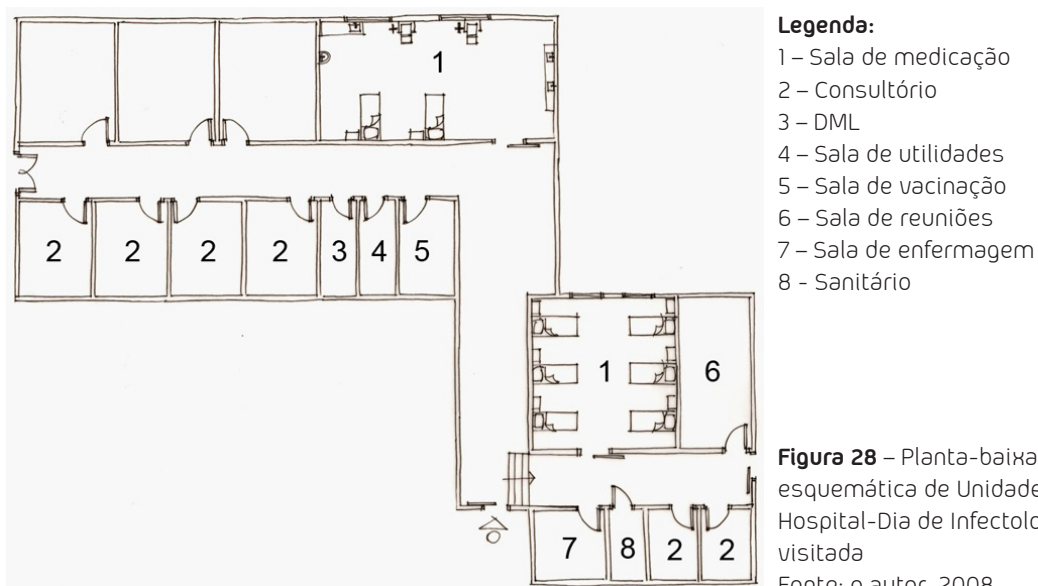 1
2 2 2 2 3 4 5
1 6
7 8 2 2
Legenda:
1 – Sala de medicação
2 – Consultório
3 – DML
4 – Sala de utilidades
5 – Sala de vacinação
6 – Sala de reuniões
7 – Sala de enfermagem
8 - Sanitário
Figura 28 – Planta-baixa
esquemática de Unidade
Hospital-Dia de
visitada
Fonte: o autor, 2008